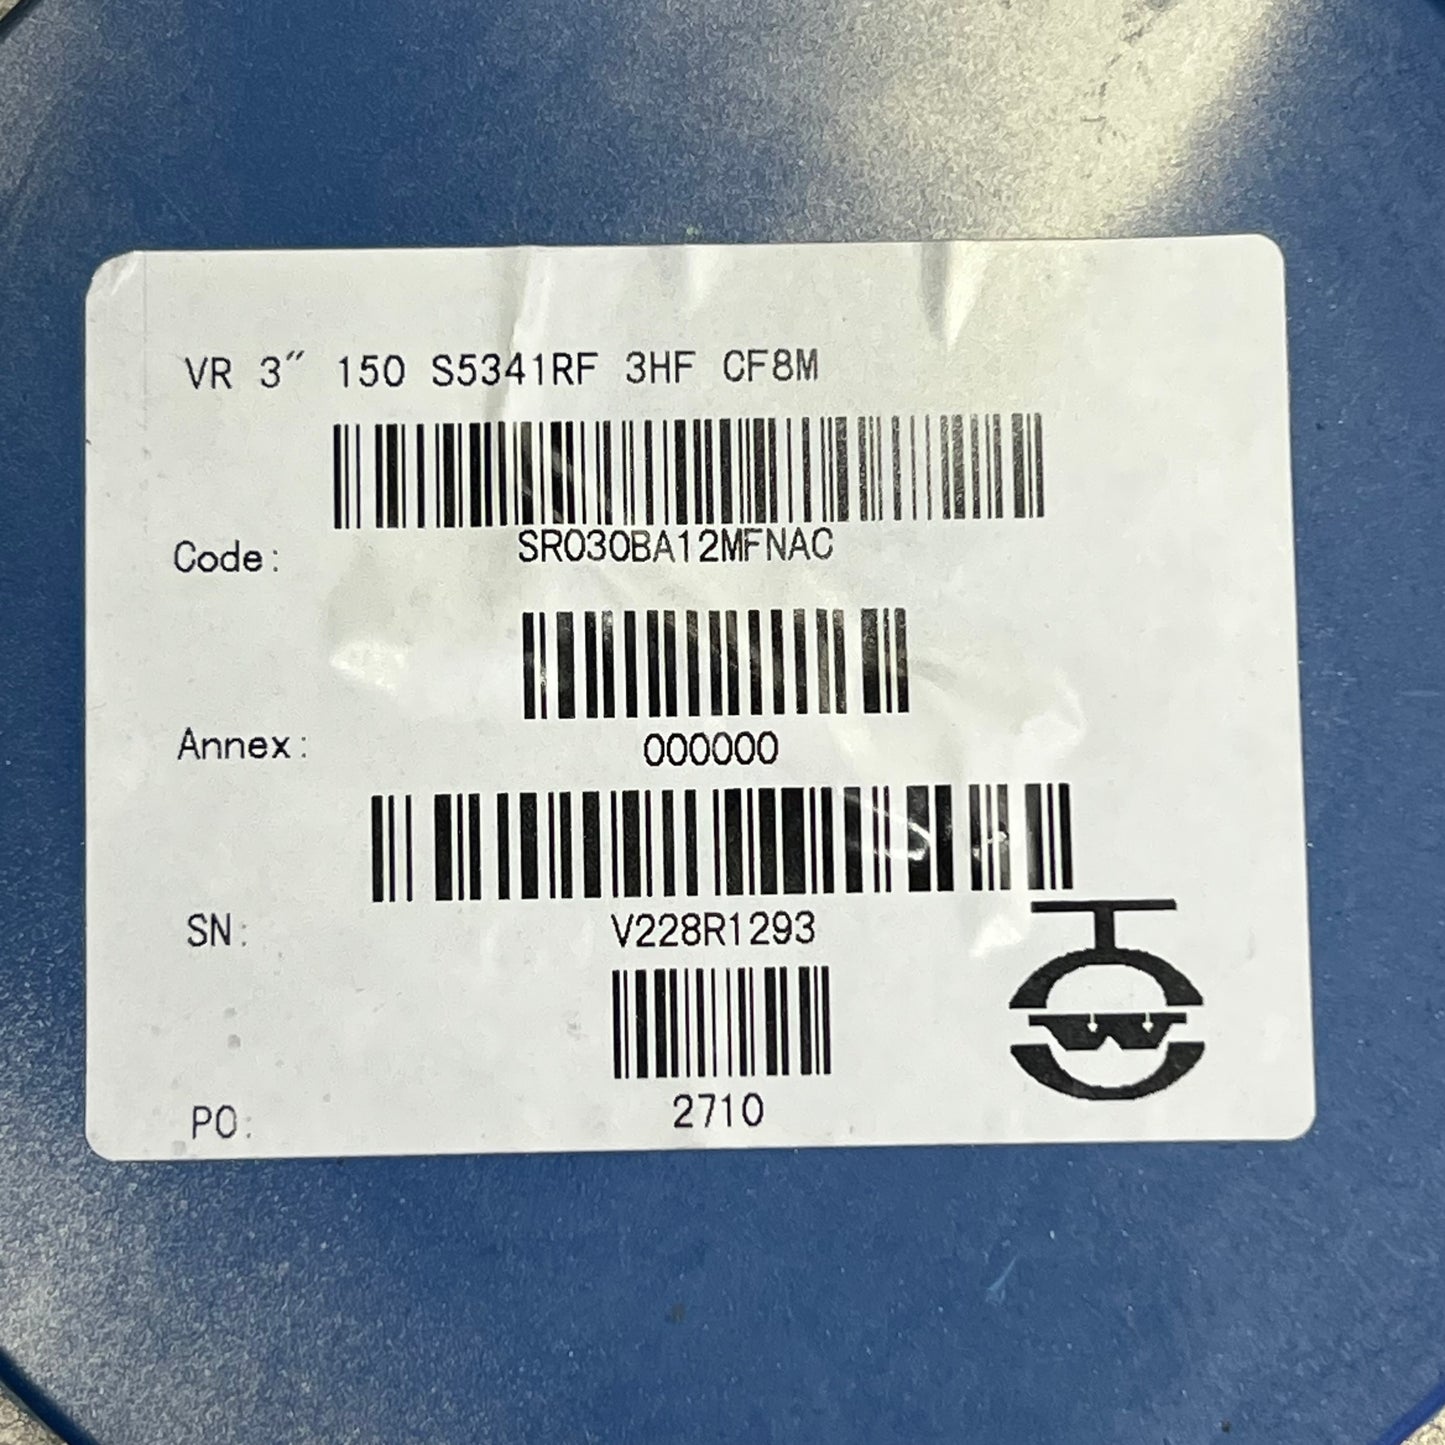 VR 3" 150 S5341RF 3HF CF8M
Code: SR030BA12MFNAC
Annex: 000000
SN: V228R1293
PO: 2710